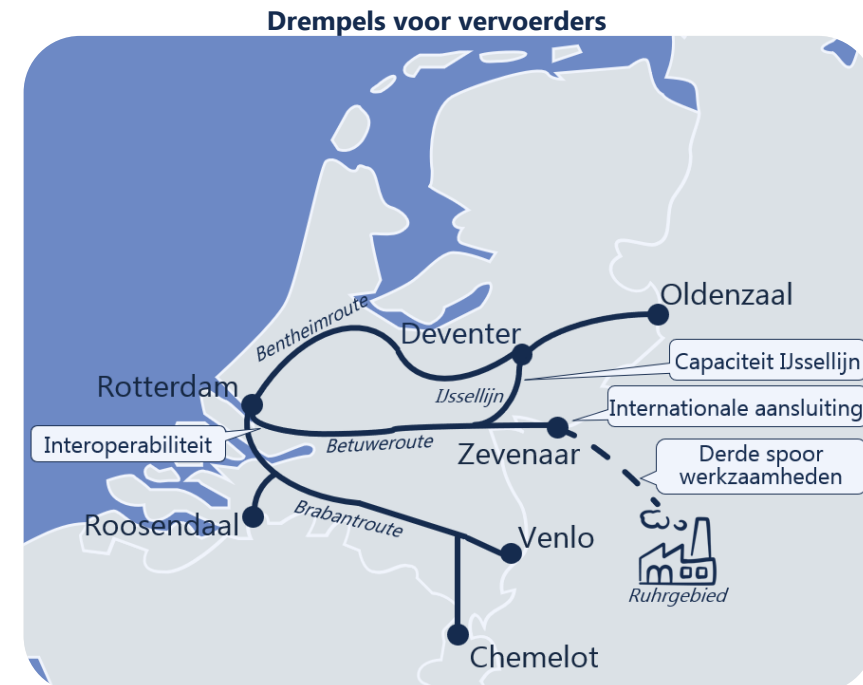 Drempels voor vervoerders
Oldenzaal
Bentheimroute
Deventer
Capaciteit IJssellijn
Rotterdam
IJssellijn
Internationale aansluiting
Interoperabiliteit
Betuweroute
Zevenaar
Derde spoor
werkzaamheden
Roosendaal
Brabantroute
Venlo
Ruhrgebied
Chemelot